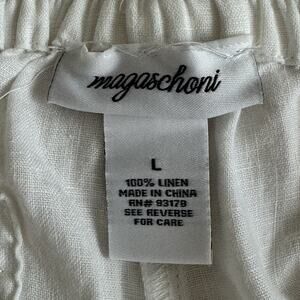 magaschoni
L
100% LINEN
MADE IN CHINA
RN# 93179
SEE REVERSE
FOR CARE